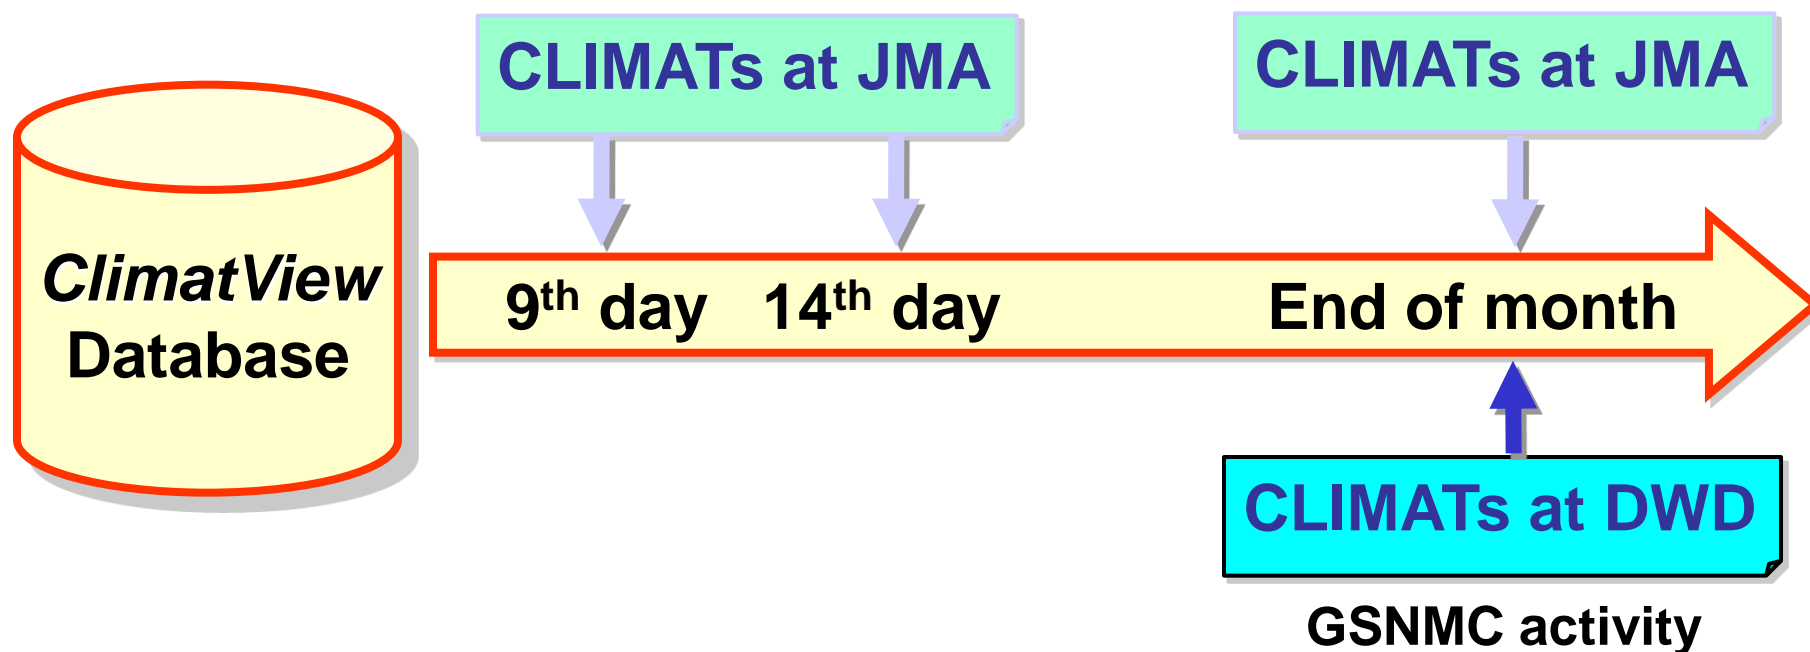 CLIMATs at JMA
CLIMATs at JMA
ClimatView
Database
9th day 14th day End of month
CLIMATs at DWD
GSNMC activity